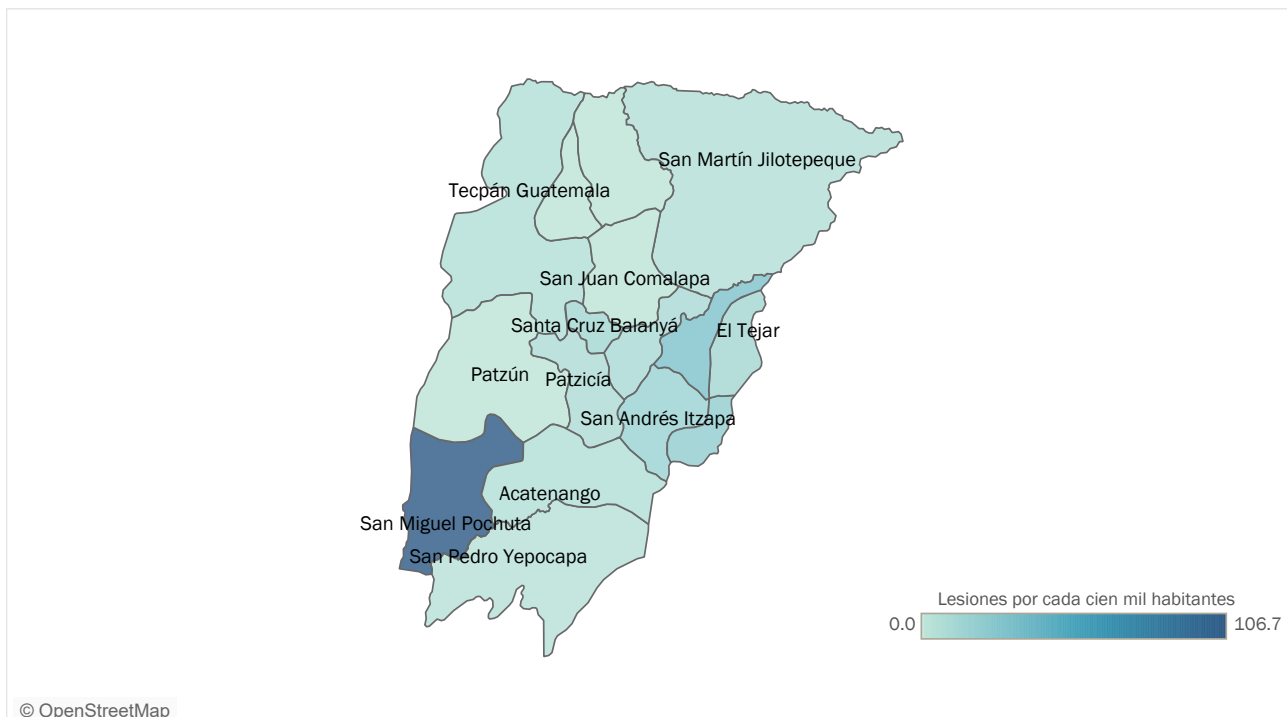 San Martín Jilotepeque
Tecpán Guatemala
San Juan Comalapa
Santa Cruz Balanyá
El Tejar
Patzún
Patzicía
San Andrés Itzapa
Acatenango
San Miguel Pochuta
San Pedro Yepocapa
Lesiones por cada cien mil habitantes
0.0
106.7
© OpenStreetMap